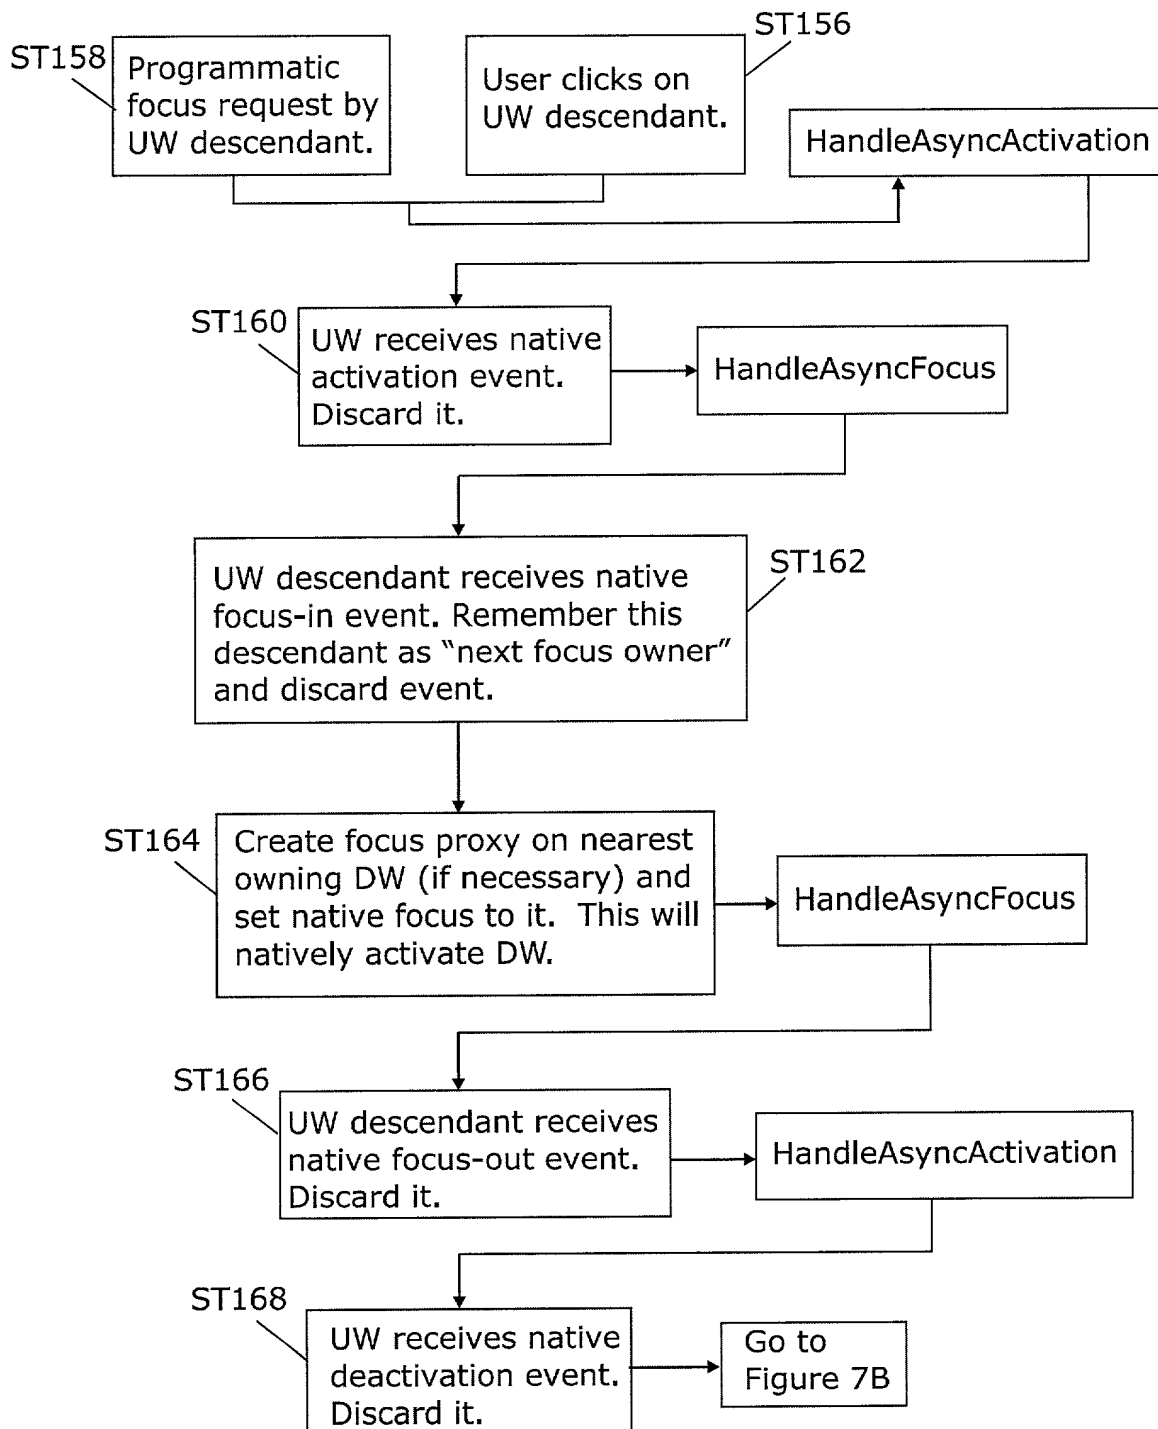 ST158
Programmatic
focus request by
UW descendant.
ST156
User clicks on
UW descendant.
HandleAsyncActivation
ST160
UW receives native
activation event.
Discard it.
HandleAsyncFocus
ST162
UW descendant receives native
focus-in event. Remember this
descendant as “next focus owner”
and discard event.
ST164
Create focus proxy on nearest
owning DW (if necessary) and
set native focus to it. This will
natively activate DW.
HandleAsyncFocus
ST166
UW descendant receives
native focus-out event.
Discard it.
HandleAsyncActivation
ST168
UW receives native
deactivation event.
Discard it.
Go to
Figure 7B